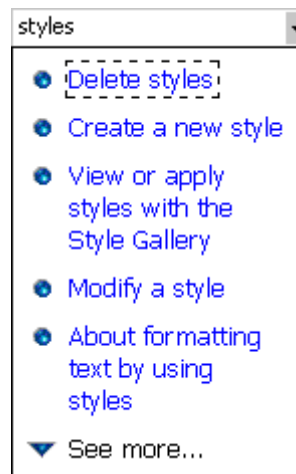 styles
Delete styles
Create a new style
View or apply
styles with the
Style Gallery
Modify a style
About formatting
text by using
styles
See more...